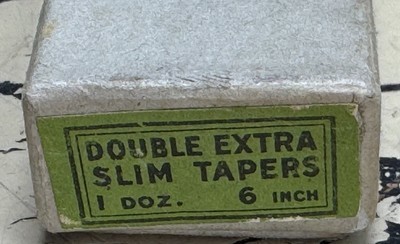 DOUBLE EXTRA
SLIM TAPERS
1 DOZ. 6 INCH